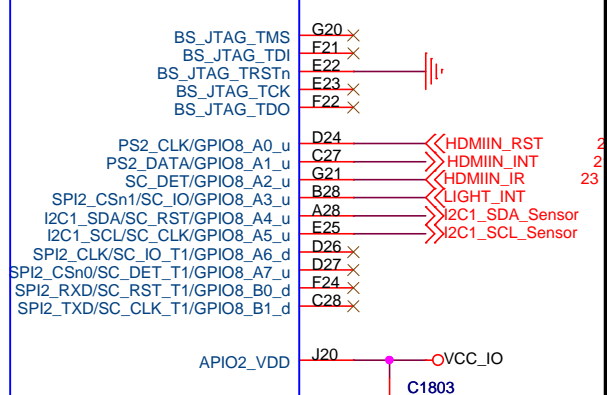 BS_JTAG_TMS G20
BS_JTAG_TDI F21
BS_JTAG_TRSTn E22
BS_JTAG_TCK E23
BS_JTAG_TDO F22
PS2_CLK/GPIO8_A0_u D24 HDMIIN_RST 2
PS2_DATA/GPIO8_A1_u C27 HDMIIN_INT 2
SC_DET/GPIO8_A2_u G21 HDMIIN_IR 23
SPI2_CSn1/SC_IO/GPIO8_A3_u B28 LIGHT_INT
I2C1_SDA/SC_RST/GPIO8_A4_u A28 I2C1_SDA_Sensor
I2C1_SCL/SC_CLK/GPIO8_A5_u E25 I2C1_SCL_Sensor
SPI2_CLK/SC_IO_T1/GPIO8_A6_d D26
SPI2_CSn0/SC_DET_T1/GPIO8_A7_u D27
SPI2_RXD/SC_RST_T1/GPIO8_B0_d F24
SPI2_TXD/SC_CLK_T1/GPIO8_B1_d C28
APIO2_VDD J20 VCC_IO
C1803